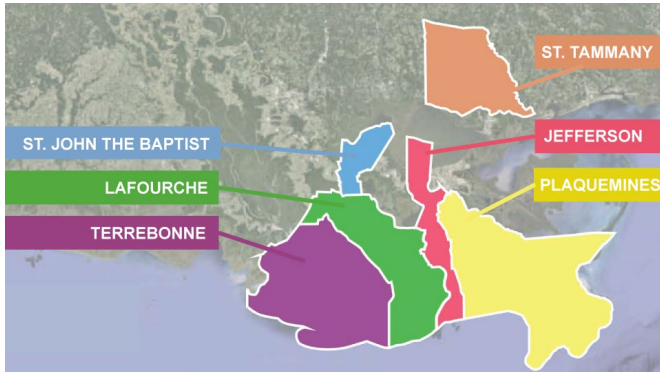 ST. TAMMANY
ST. JOHN THE BAPTIST
JEFFERSON
LAFOURCHE
PLAQUEMINES
TERREBONNE